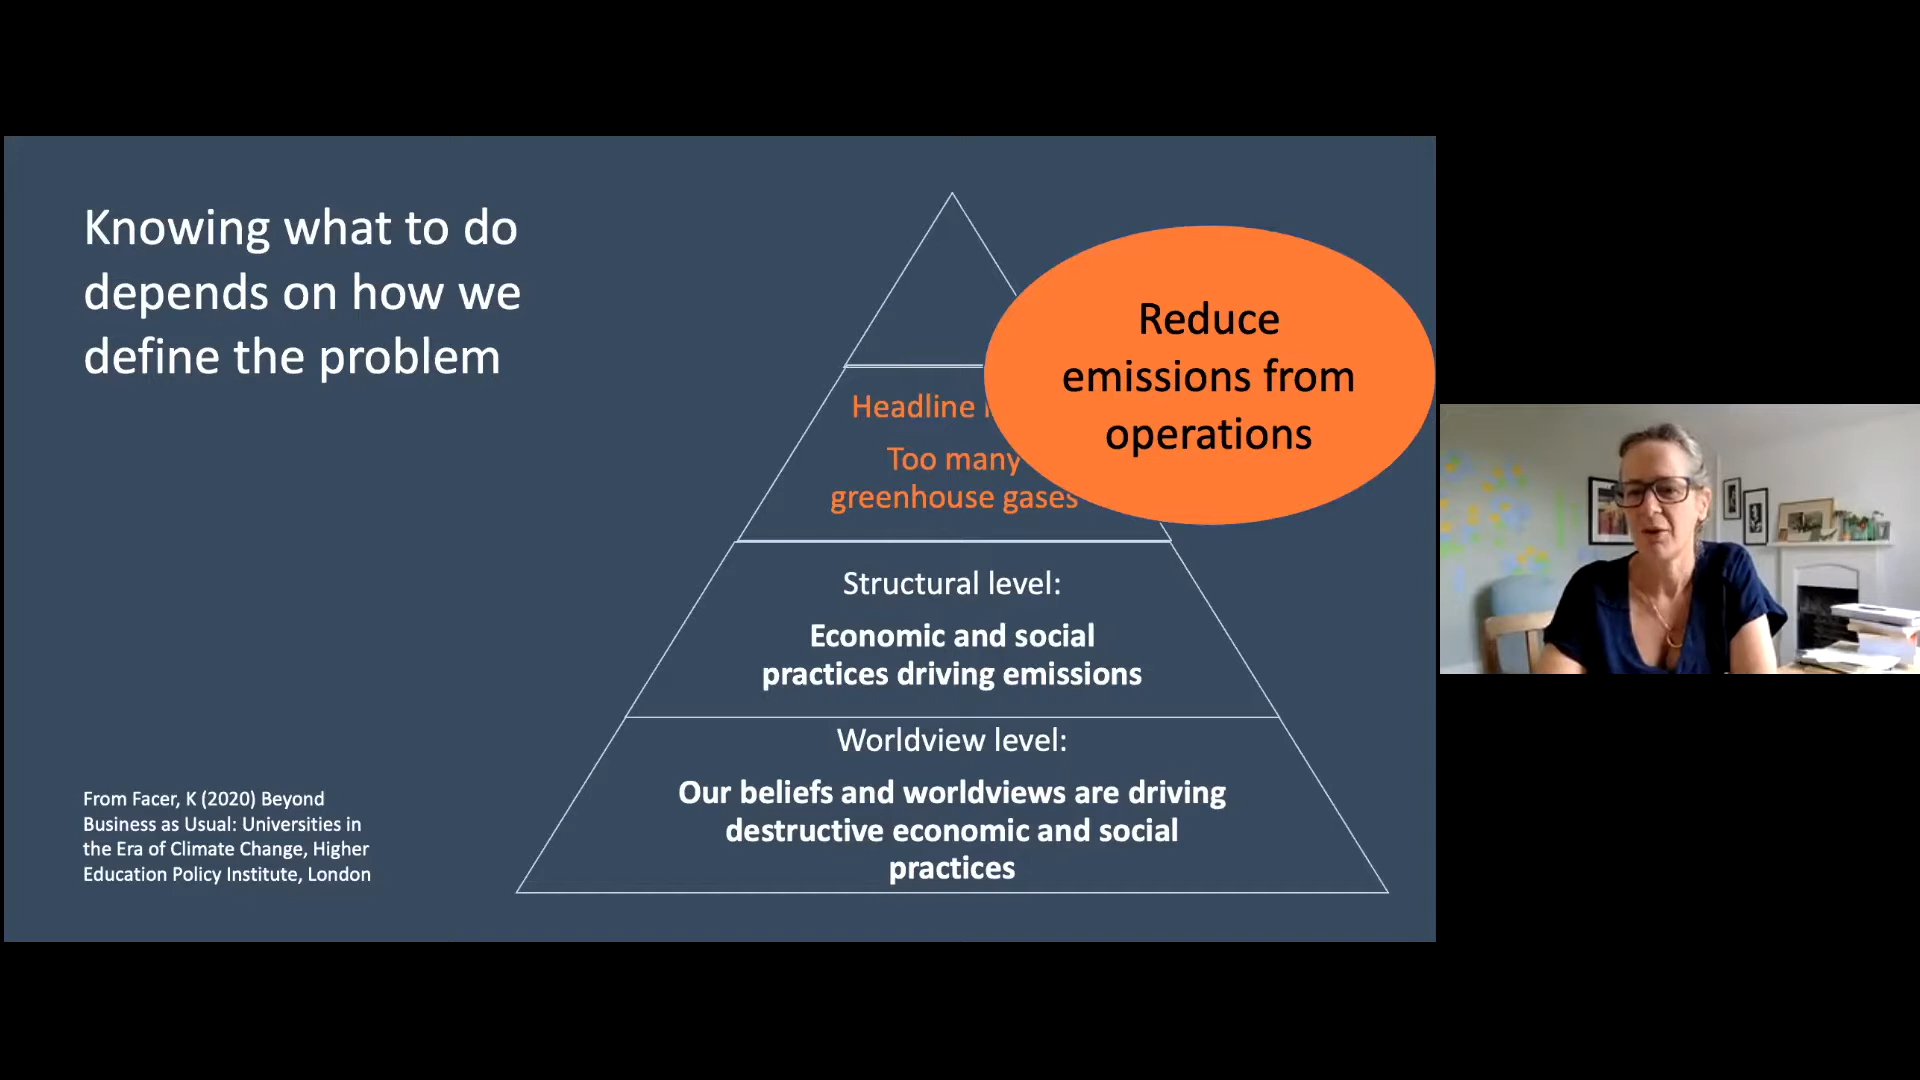 Knowing what to do
depends on how we
define the problem
Reduce
emissions from
operations
Headline
Too many
greenhouse gases
Structural level:
Economic and social
practices driving emissions
Worldview level:
Our beliefs and worldviews are driving
destructive economic and social
practices
From Facer, K (2020) Beyond
Business as Usual: Universities in
the Era of Climate Change, Higher
Education Policy Institute, London